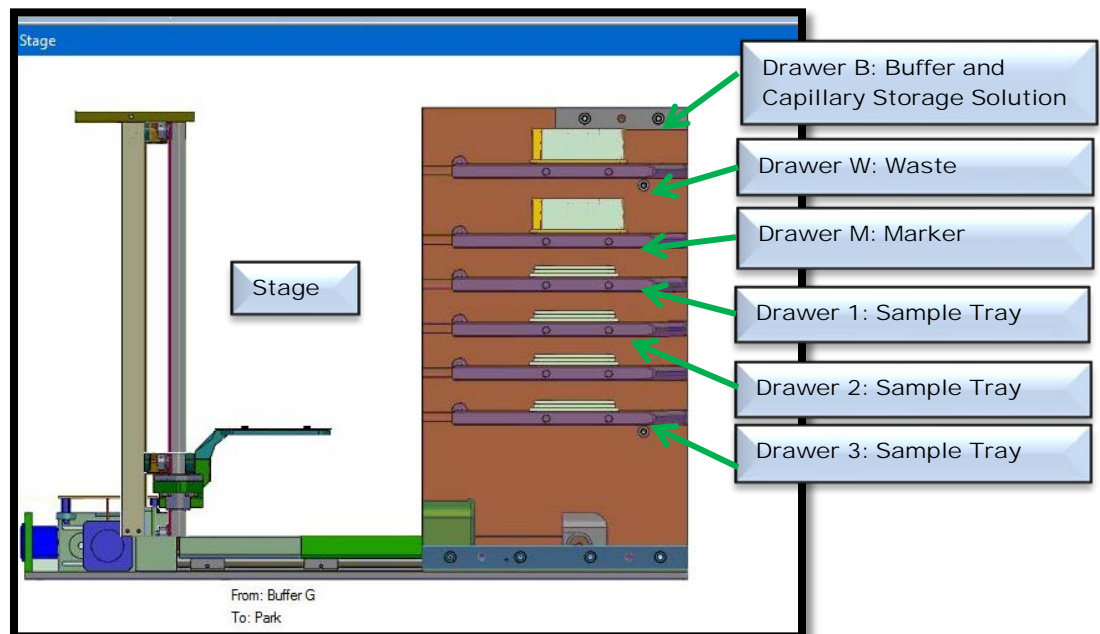 Stage
Drawer B: Buffer and
Capillary Storage Solution
Drawer W: Waste
Drawer M: Marker
Stage
Drawer 1: Sample Tray
Drawer 2: Sample Tray
Drawer 3: Sample Tray
From: Buffer G
To: Park